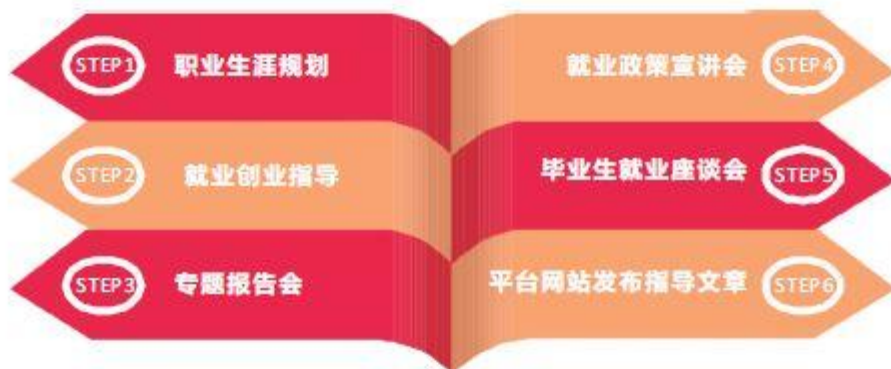 STEP1 职业生涯规划
STEP2 就业创业指导
STEP3 专题报告会
就业政策宣讲会 STEP4
毕业生就业座谈会 STEP5
平台网站发布指导文章 STEP6